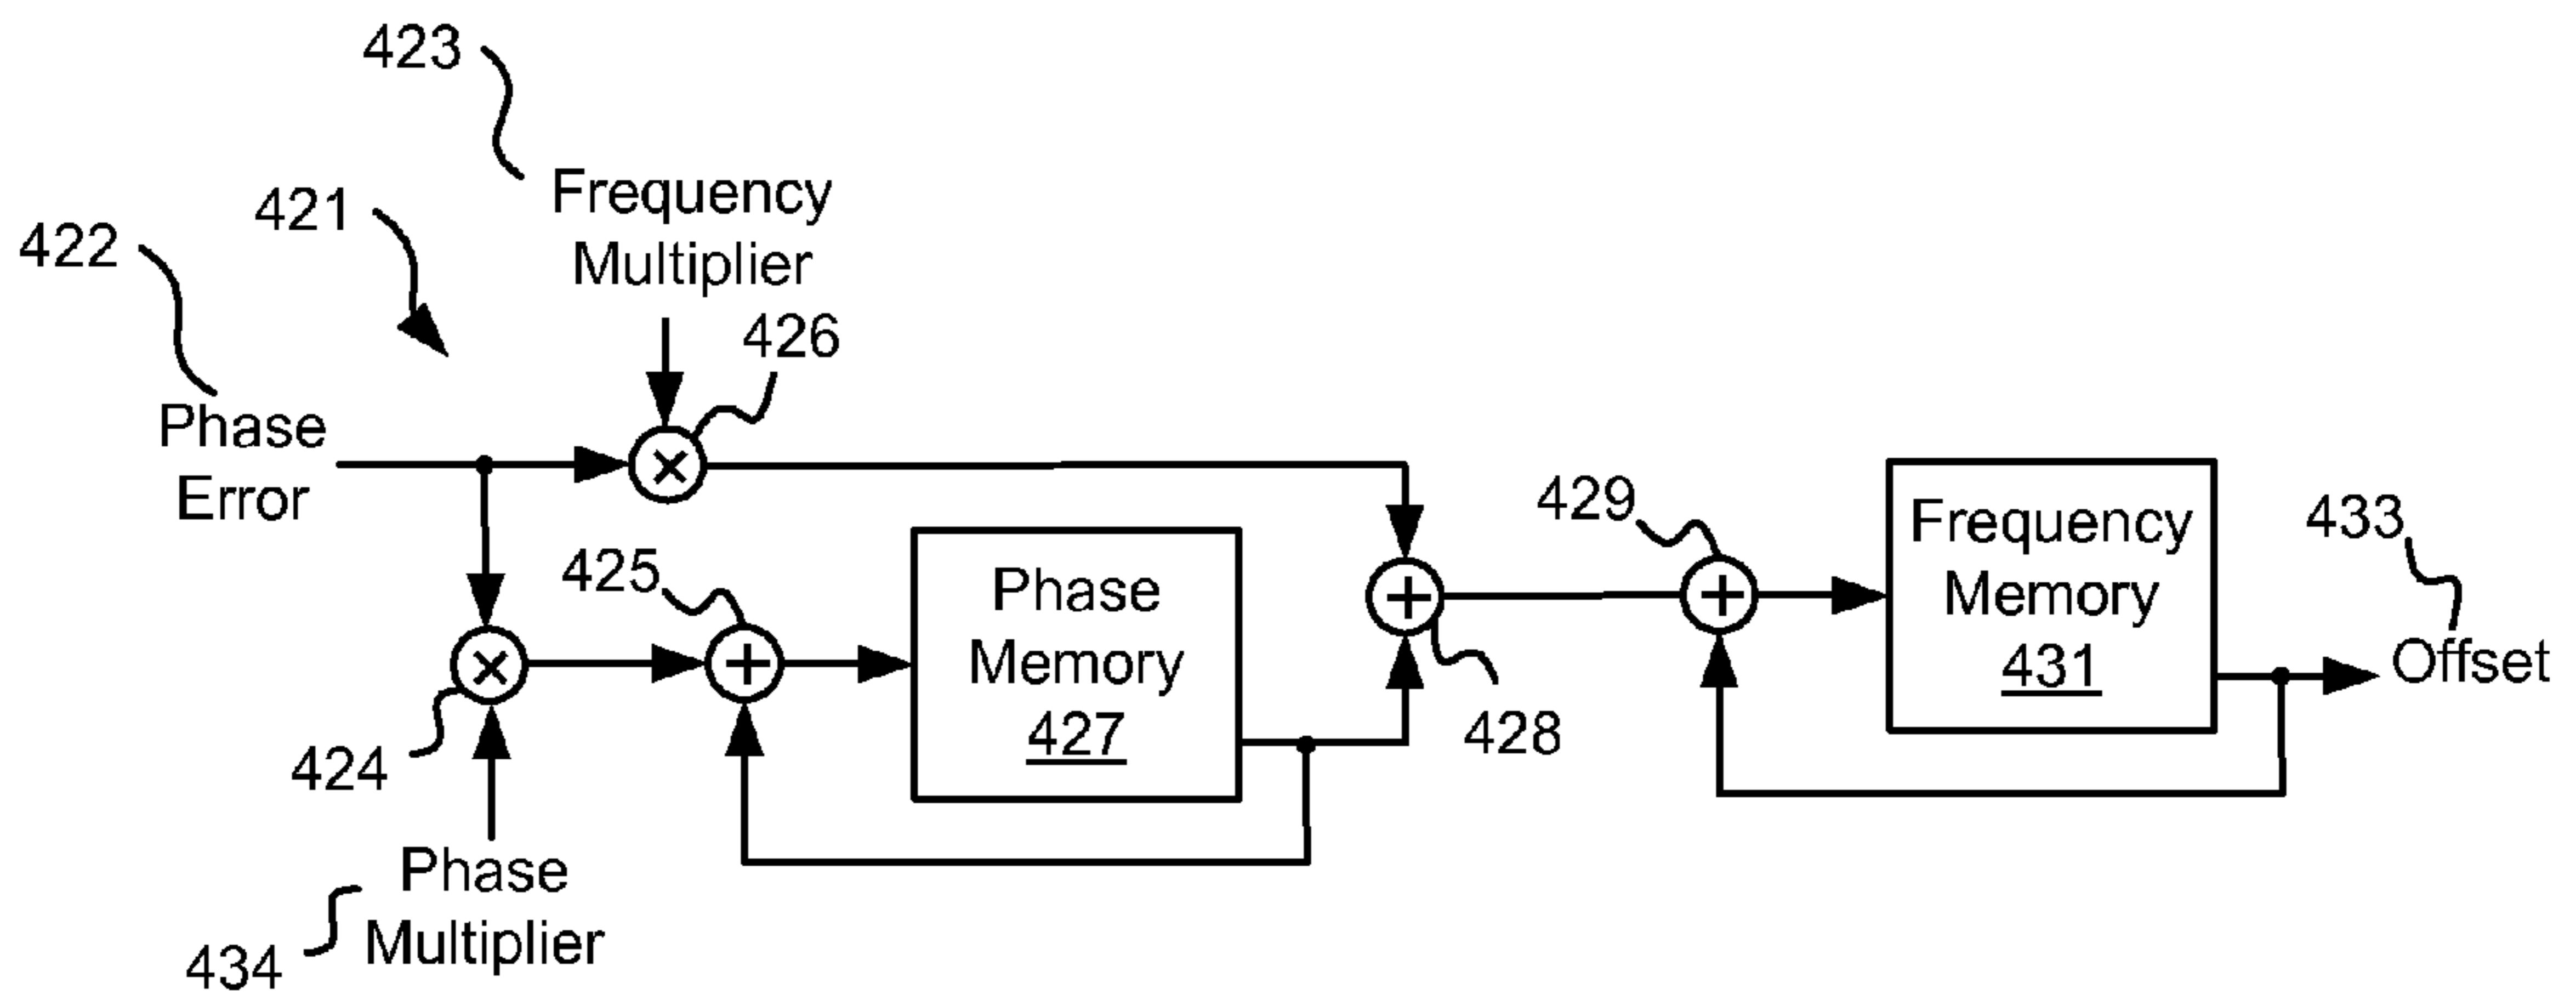 423
421
422
Frequency
Multiplier
426
Phase
Error
425
429
433
Phase
Memory
427
Frequency
Memory
431
Offset
424
428
Phase
Multiplier
434